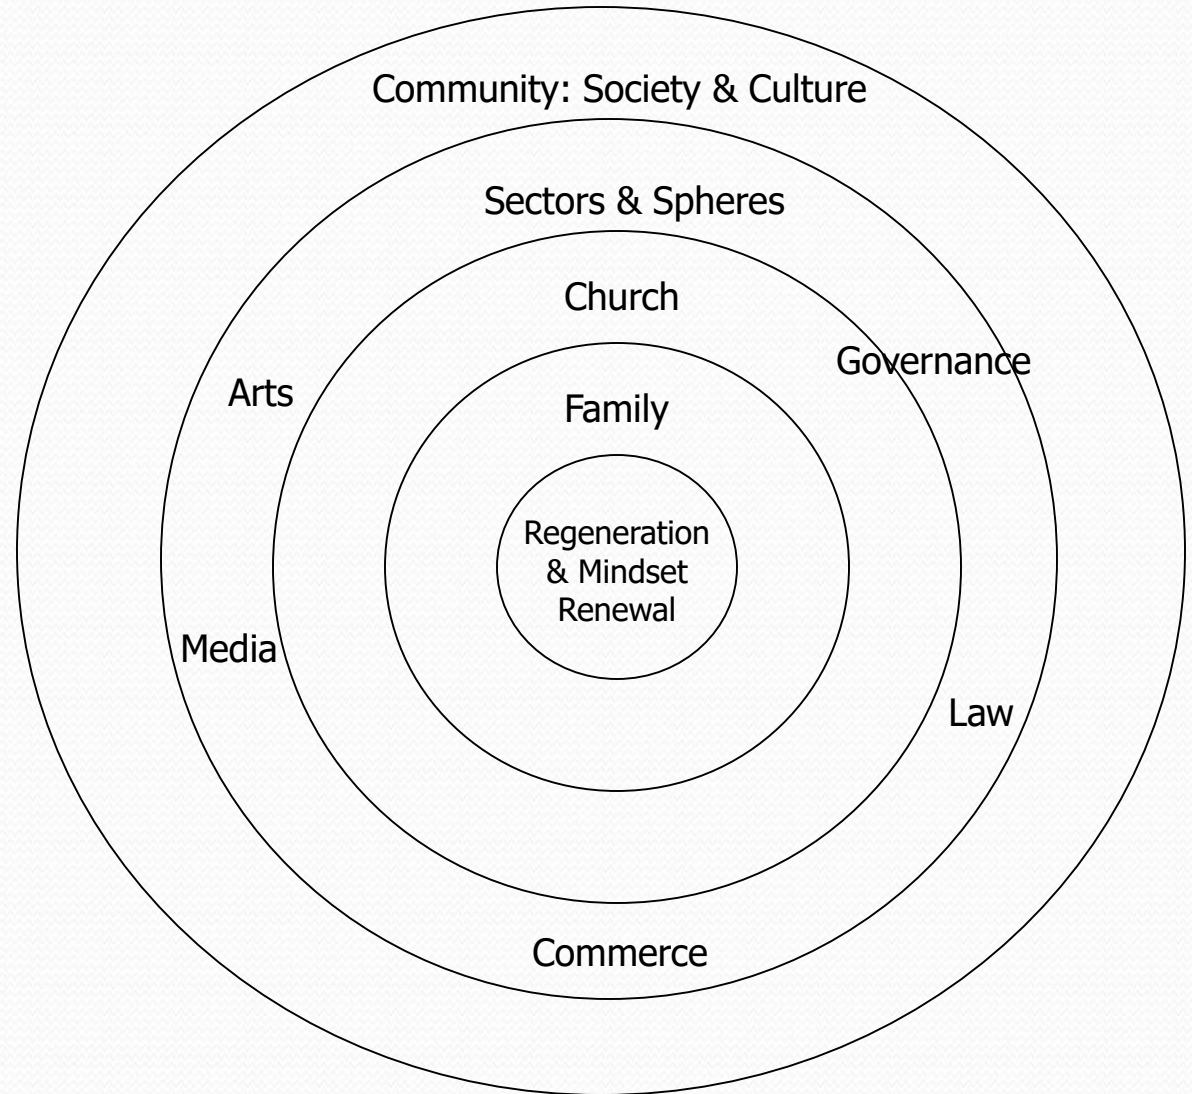 Community: Society & Culture
Sectors & Spheres
Church
Governance
Arts
Family
Regeneration
& Mindset
Renewal
Media
Law
Commerce